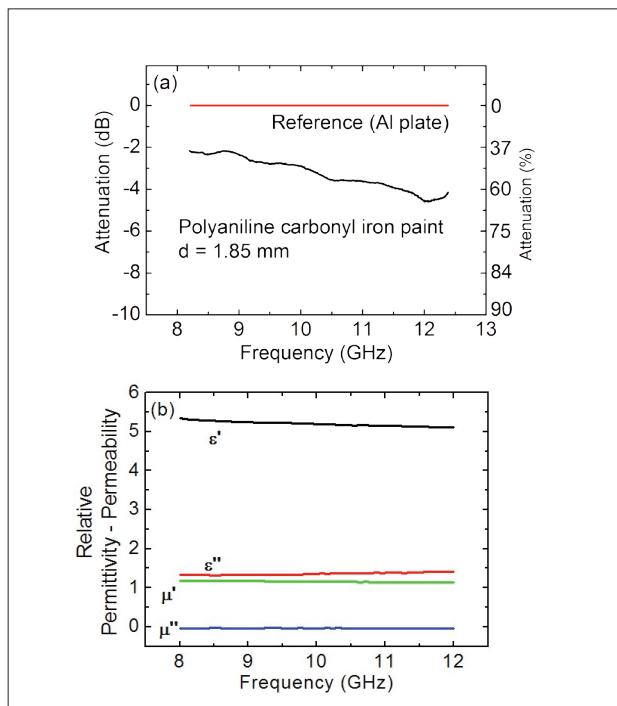 (a)
Reference (Al plate)
Polyaniline carbonyl iron paint
d = 1.85 mm
Attenuation (dB)
0
-2
-4
-6
-8
-10
Attenuation (%)
0
37
60
75
84
90
8 9 10 11 12 13
Frequency (GHz)
(b)
ε'
ε"
μ'
μ"
Relative
Permittivity - Permeability
6
5
4
3
2
1
0
8 9 10 11 12
Frequency (GHz)